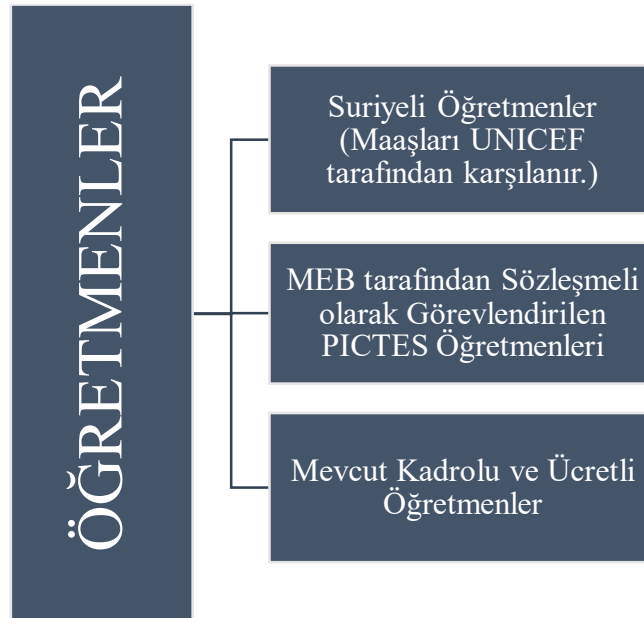 ÖĞRETMENLER
Suriyeli Öğretmenler
(Maaşları UNICEF
tarafından karşılanır.)
MEB tarafından Sözleşmeli
olarak Görevlendirilen
PICTES Öğretmenleri
Mevcut Kadrolu ve Ücretli
Öğretmenler